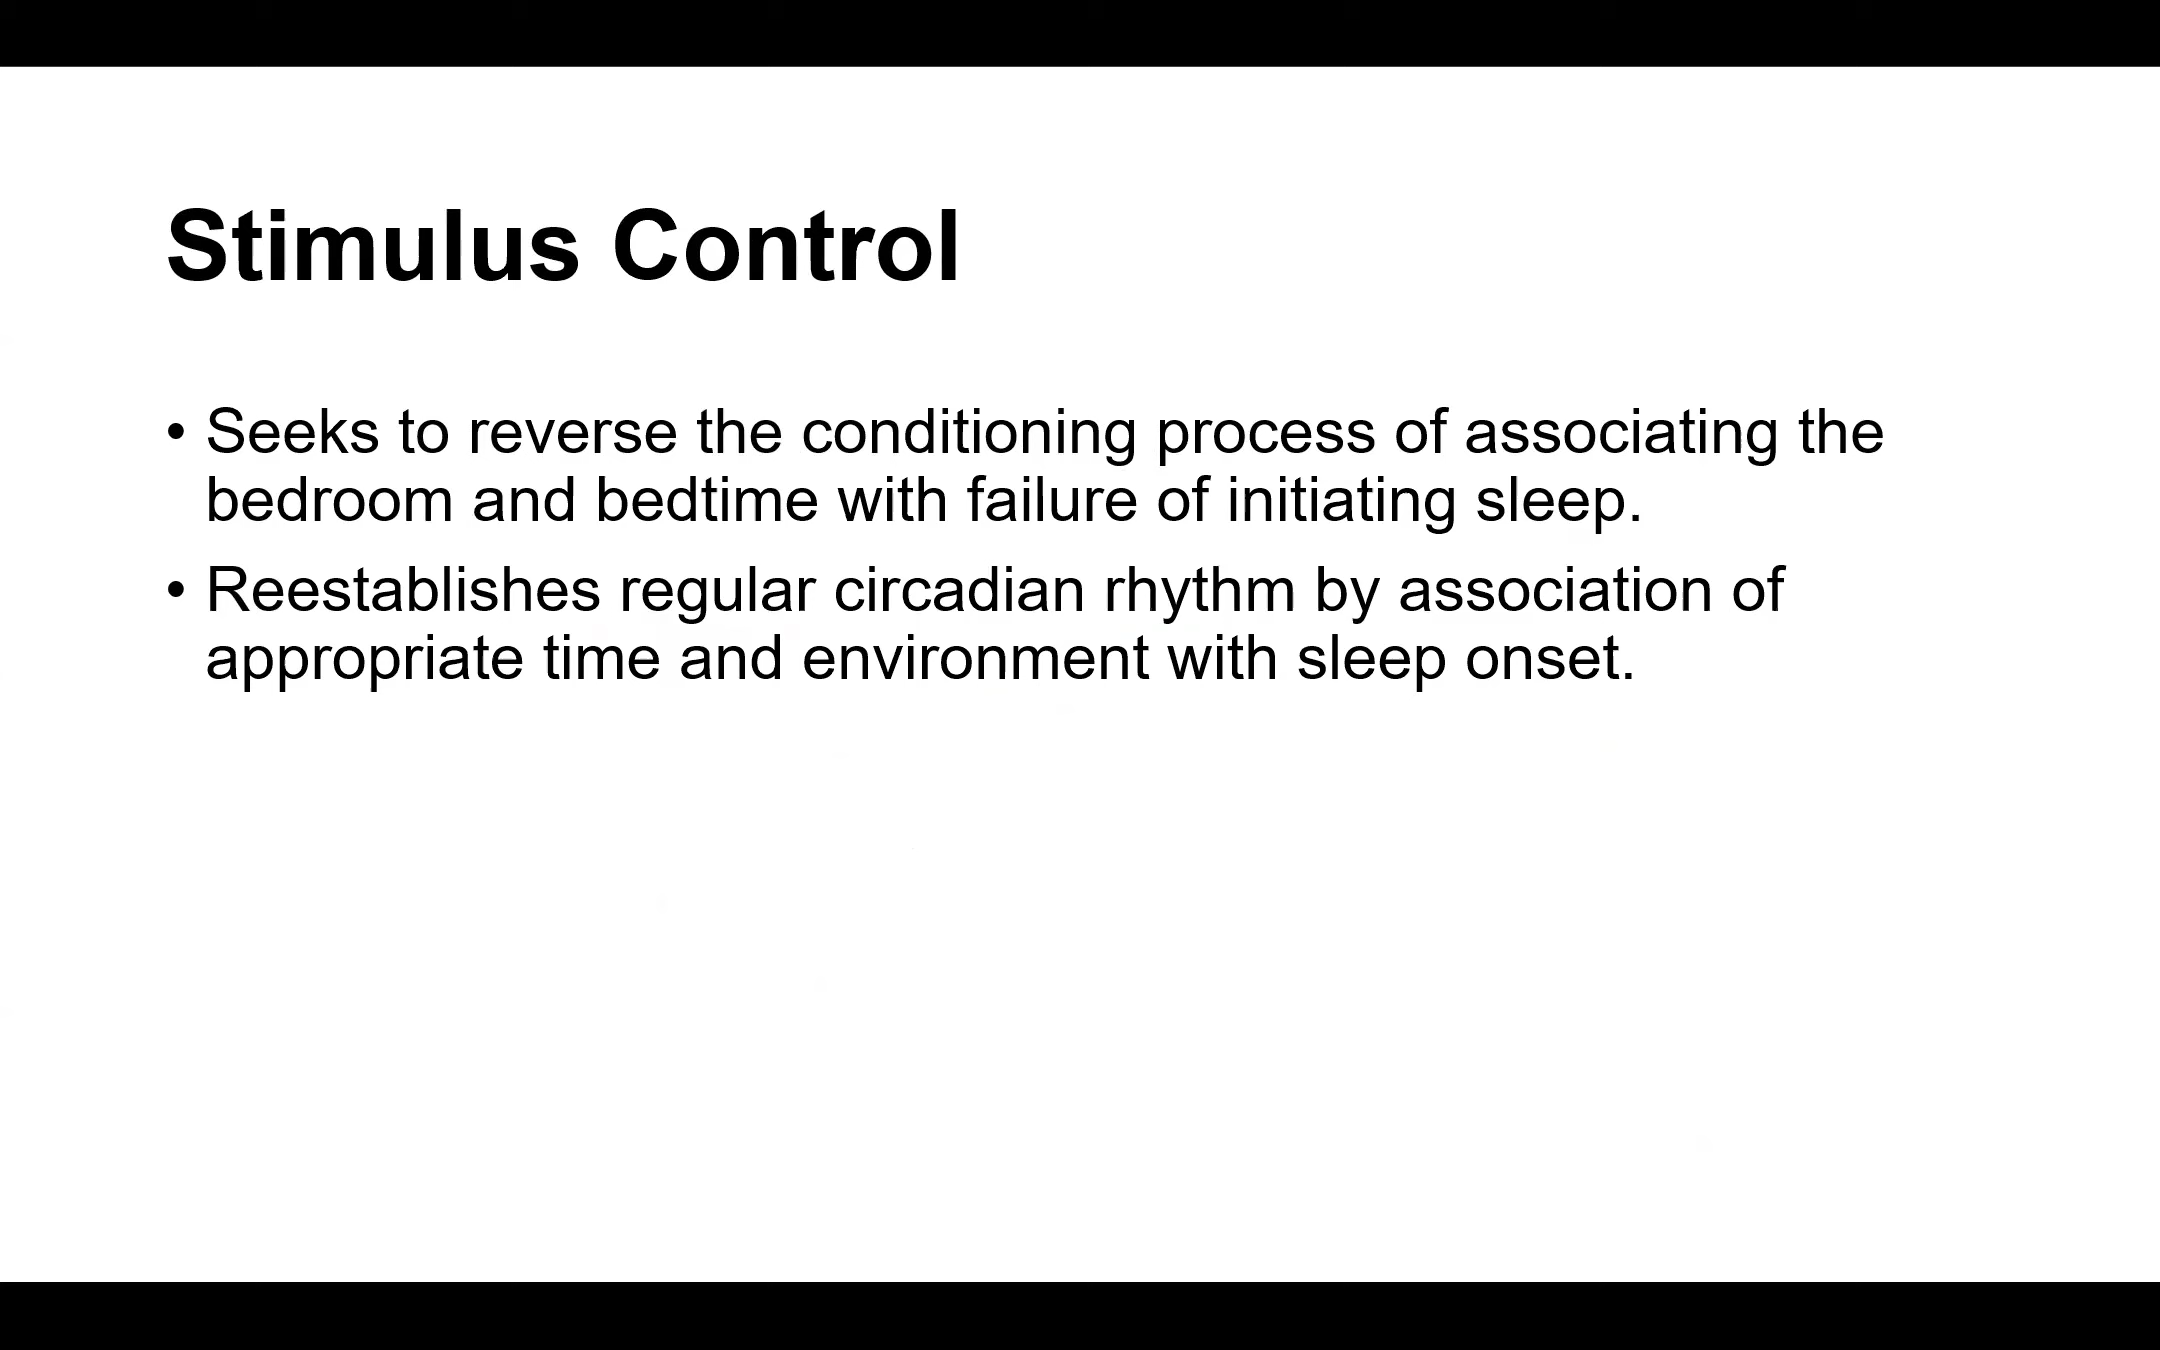 Stimulus Control
• Seeks to reverse the conditioning process of associating the
bedroom and bedtime with failure of initiating sleep.
• Reestablishes regular circadian rhythm by association of
appropriate time and environment with sleep onset.